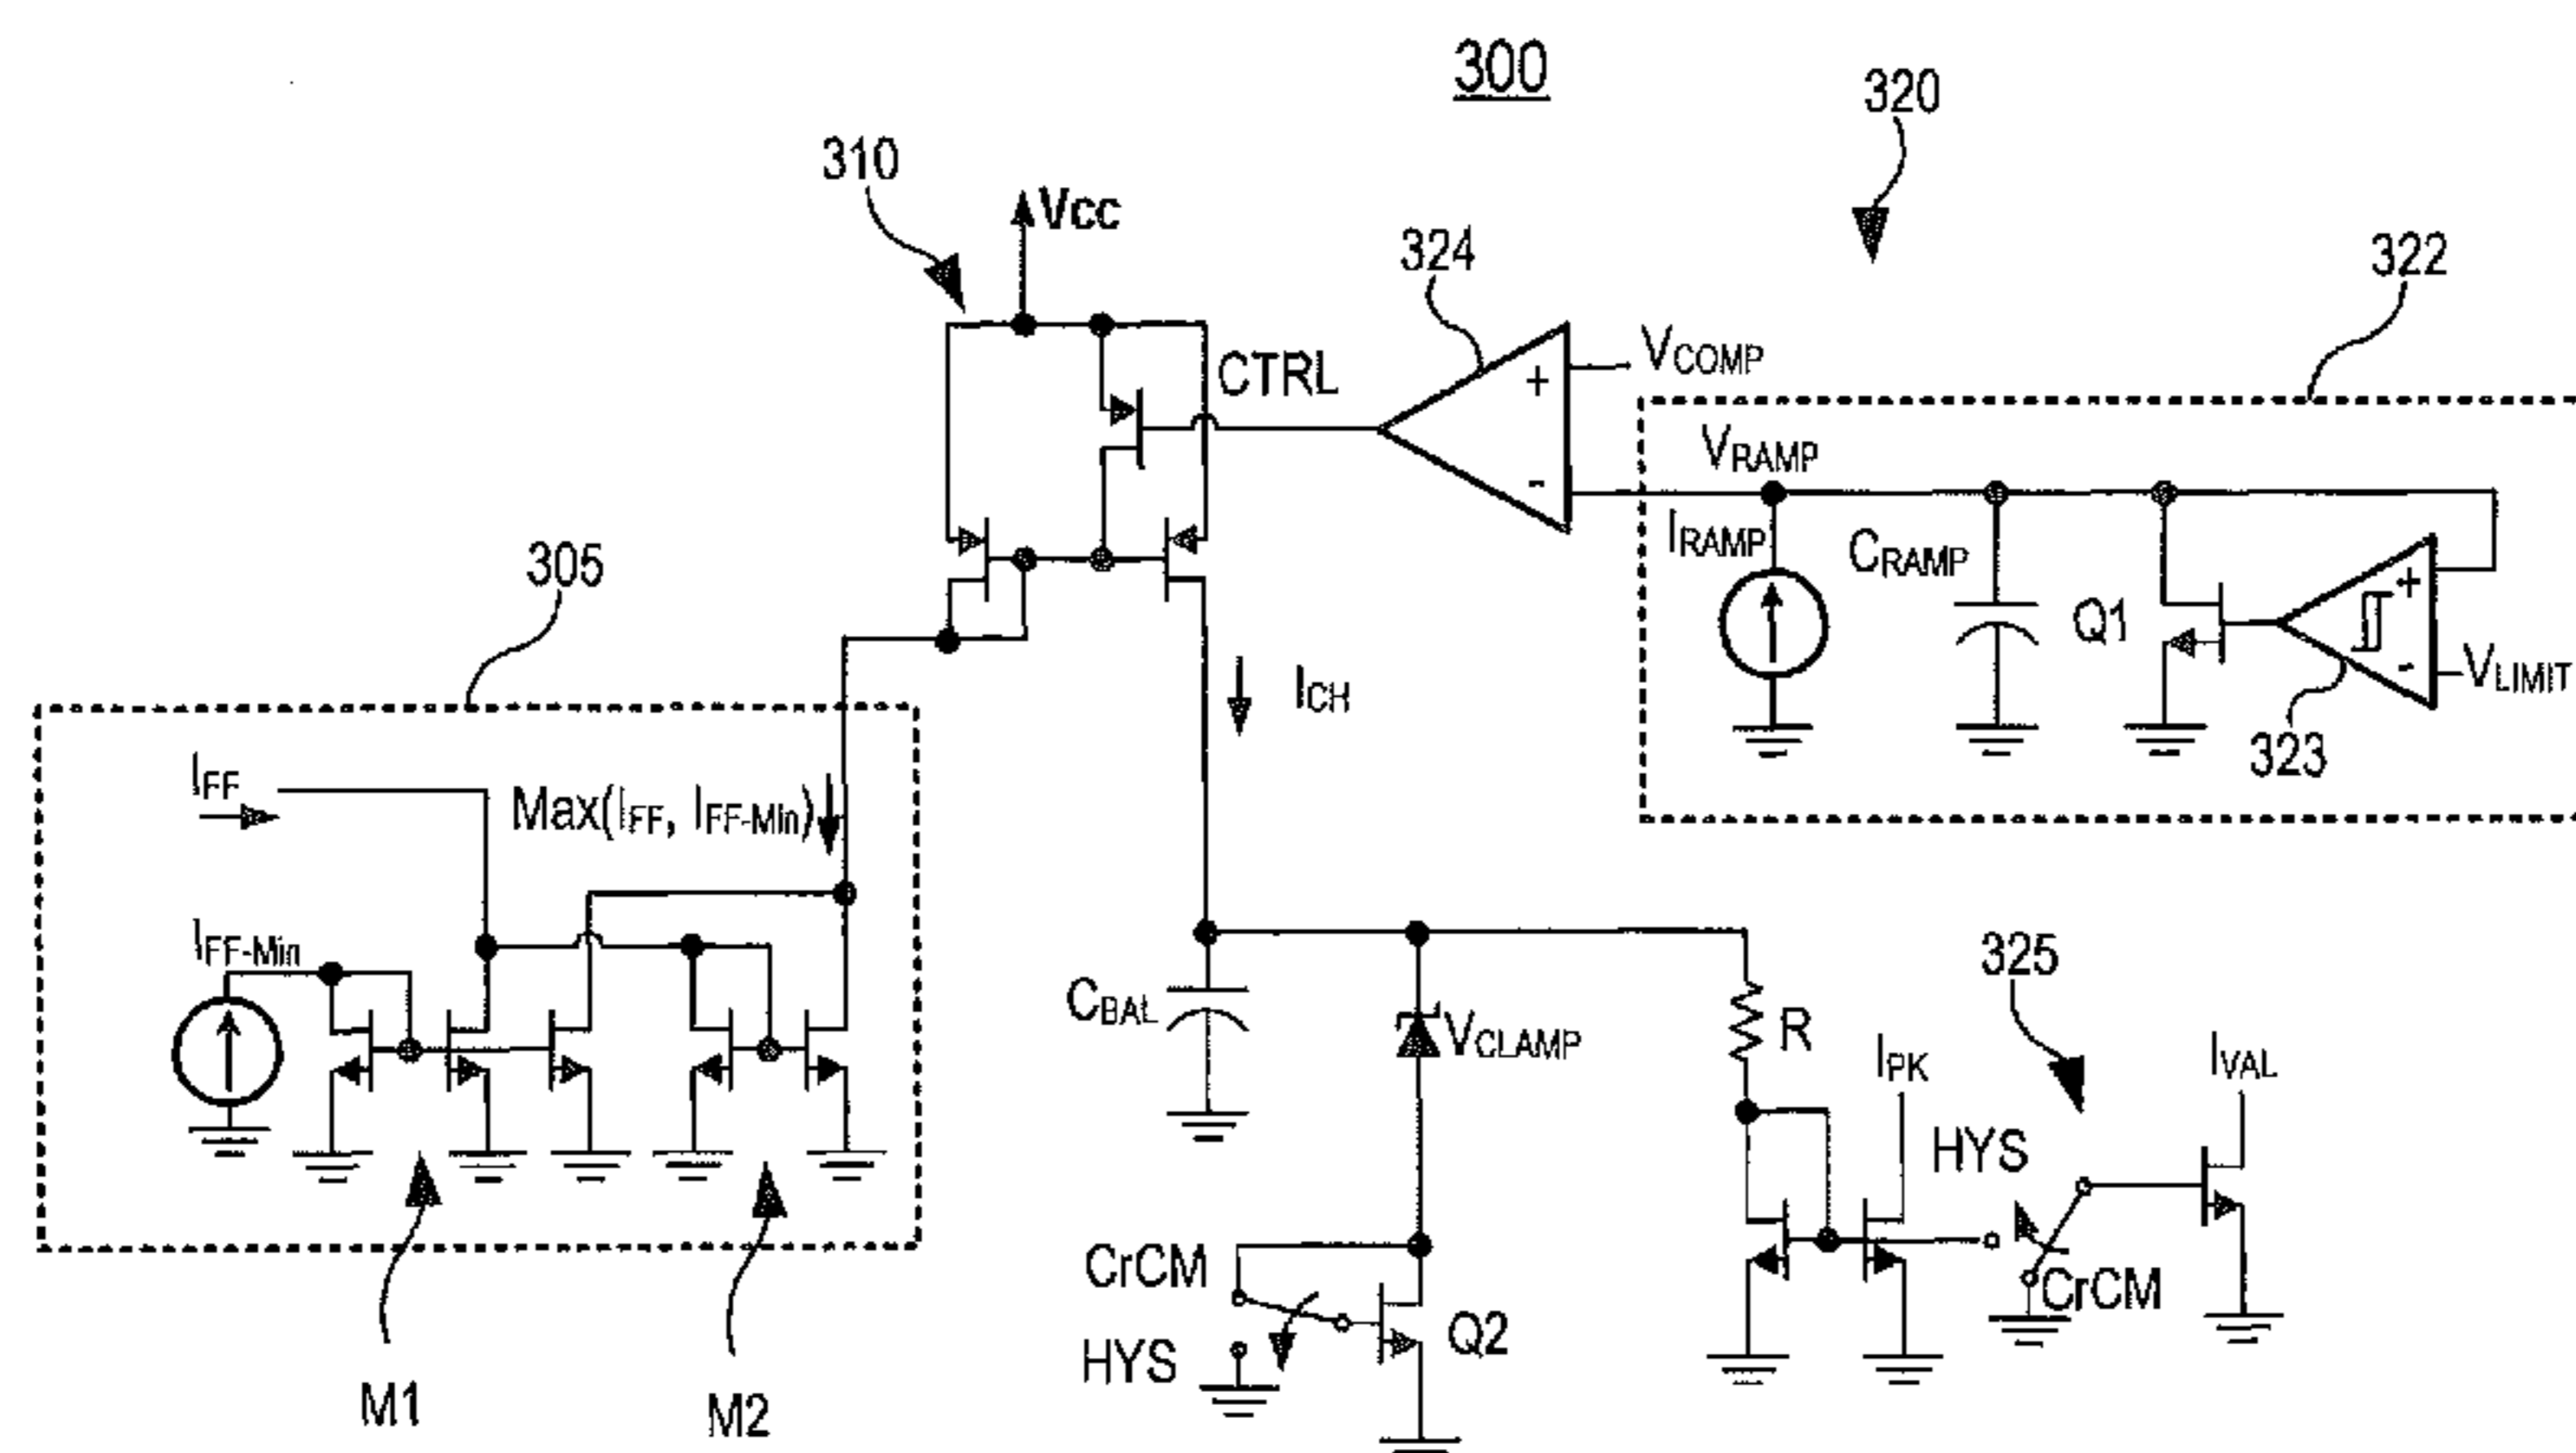 300
320
310
Vcc
324
322
CTRL
+
VCOMP
-
VRAMP
IRAMP
CRAMP
Q1
+
-
VLIMIT
323
305
ICH
IFF
Max(IFF, IFF-Min)
IFF-Min
CBAL
VCLAMP
R
IPK
325
IVAL
HYS
CrCM
CrCM
HYS
Q2
M1
M2